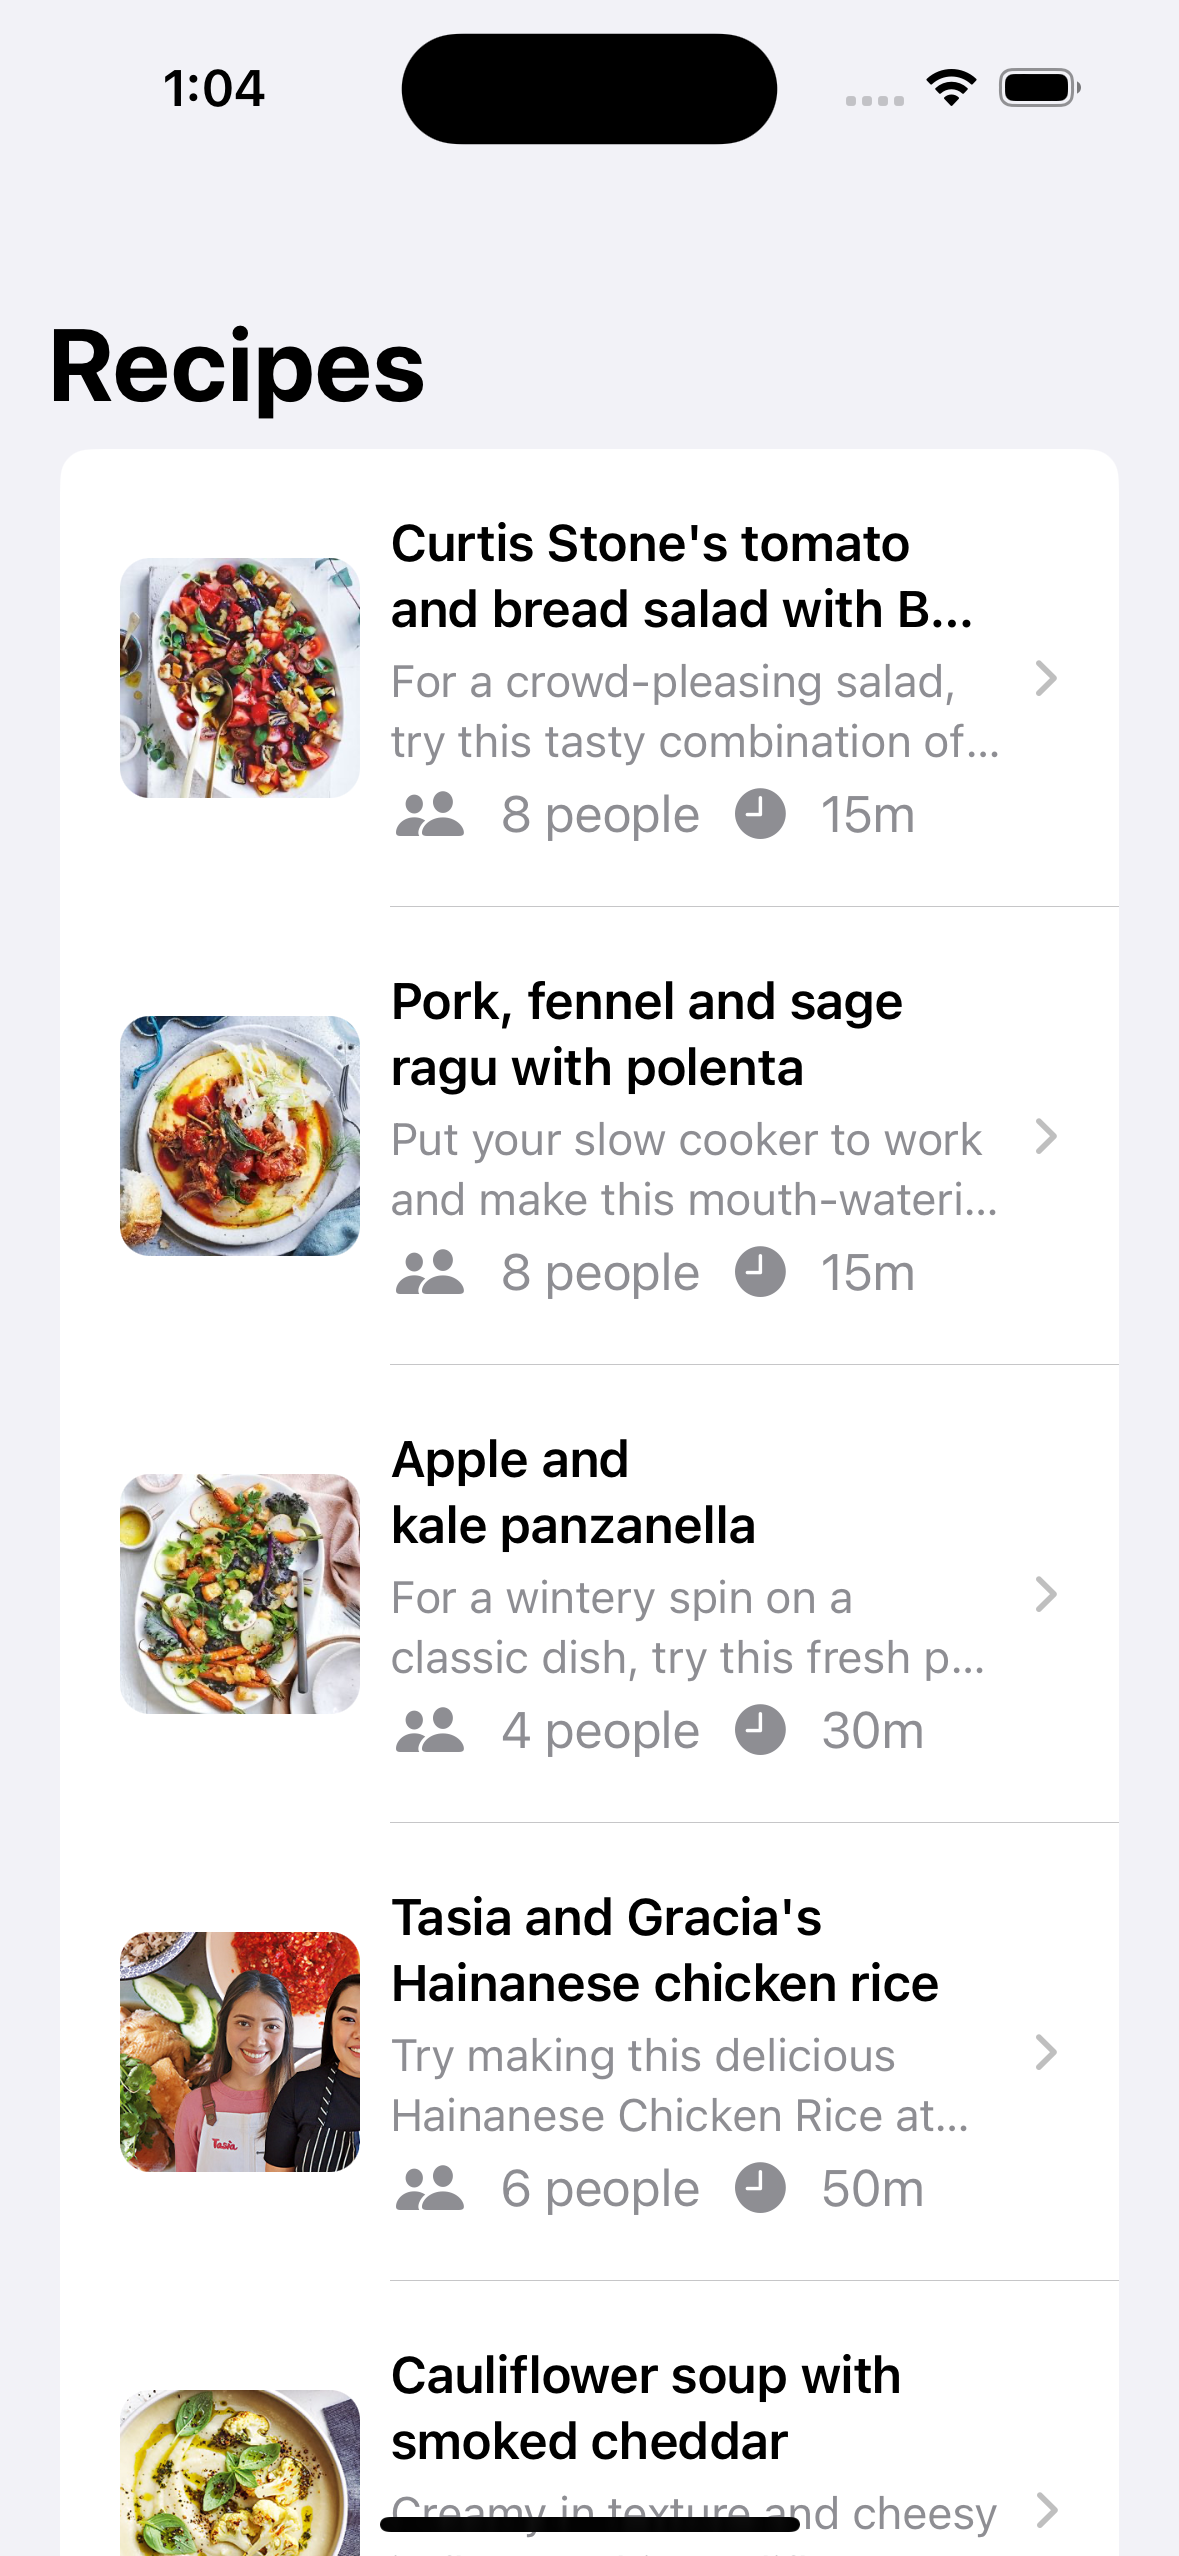 1:04
Recipes
Curtis Stone's tomato
and bread salad with B...
For a crowd-pleasing salad,
try this tasty combination of...
8 people 15m
Pork, fennel and sage
ragu with polenta
Put your slow cooker to work
and make this mouth-wateri...
8 people 15m
Apple and
kale panzanella
For a wintery spin on a
classic dish, try this fresh p...
4 people 30m
Tasia and Gracia's
Hainanese chicken rice
Try making this delicious
Hainanese Chicken Rice at...
Tasia
6 people 50m
Cauliflower soup with
smoked cheddar
Creamy in texture and cheesy